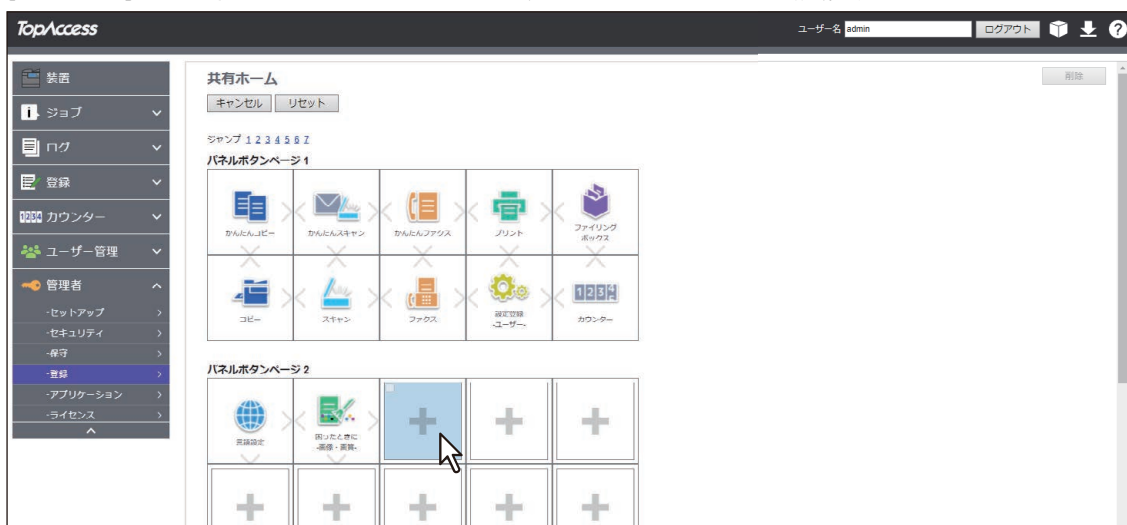 TopAccess
ユーザー名 admin ログアウト
装置
ジョブ
ログ
登録
カウンター
ユーザー管理
管理者
-セットアップ
-セキュリティ
-保守
-登録
-アプリケーション
-ライセンス
共有ホーム
削除
キャンセル リセット
ジャンプ 1 2 3 4 5 6 7
パネルボタンページ 1
かんたんコピー かんたんスキャン かんたんファクス プリント ファイリング
ボックス
コピー スキャン ファクス 設定登録 カウンター
-ユーザー-
パネルボタンページ 2
言語設定 困ったときに
-画像・画質-